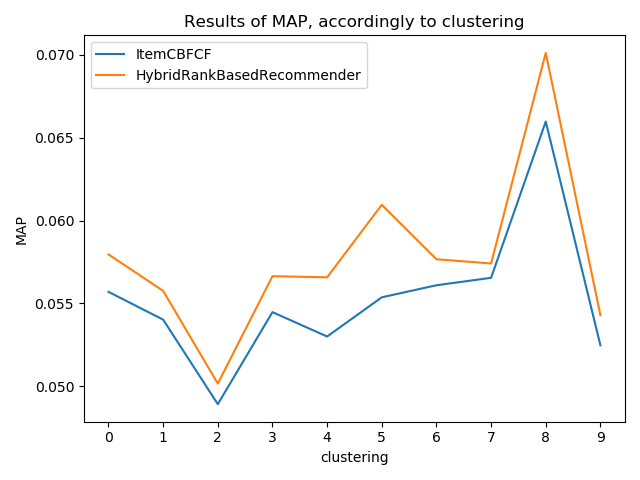 Results of MAP, accordingly to clustering
ItemCBFCF
HybridRankBasedRecommender
MAP
0.070
0.065
0.060
0.055
0.050
0 1 2 3 4 5 6 7 8 9
clustering